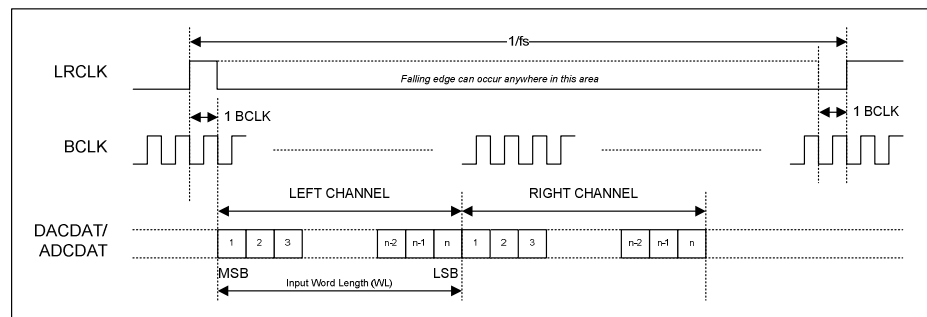 1/fs
LRCLK
Falling edge can occur anywhere in this area
1 BCLK
1 BCLK
BCLK
LEFT CHANNEL
RIGHT CHANNEL
DACDAT/
ADCDAT
1 2 3 n-2 n-1 n 1 2 3 n-2 n-1 n
MSB LSB
Input Word Length (WL)